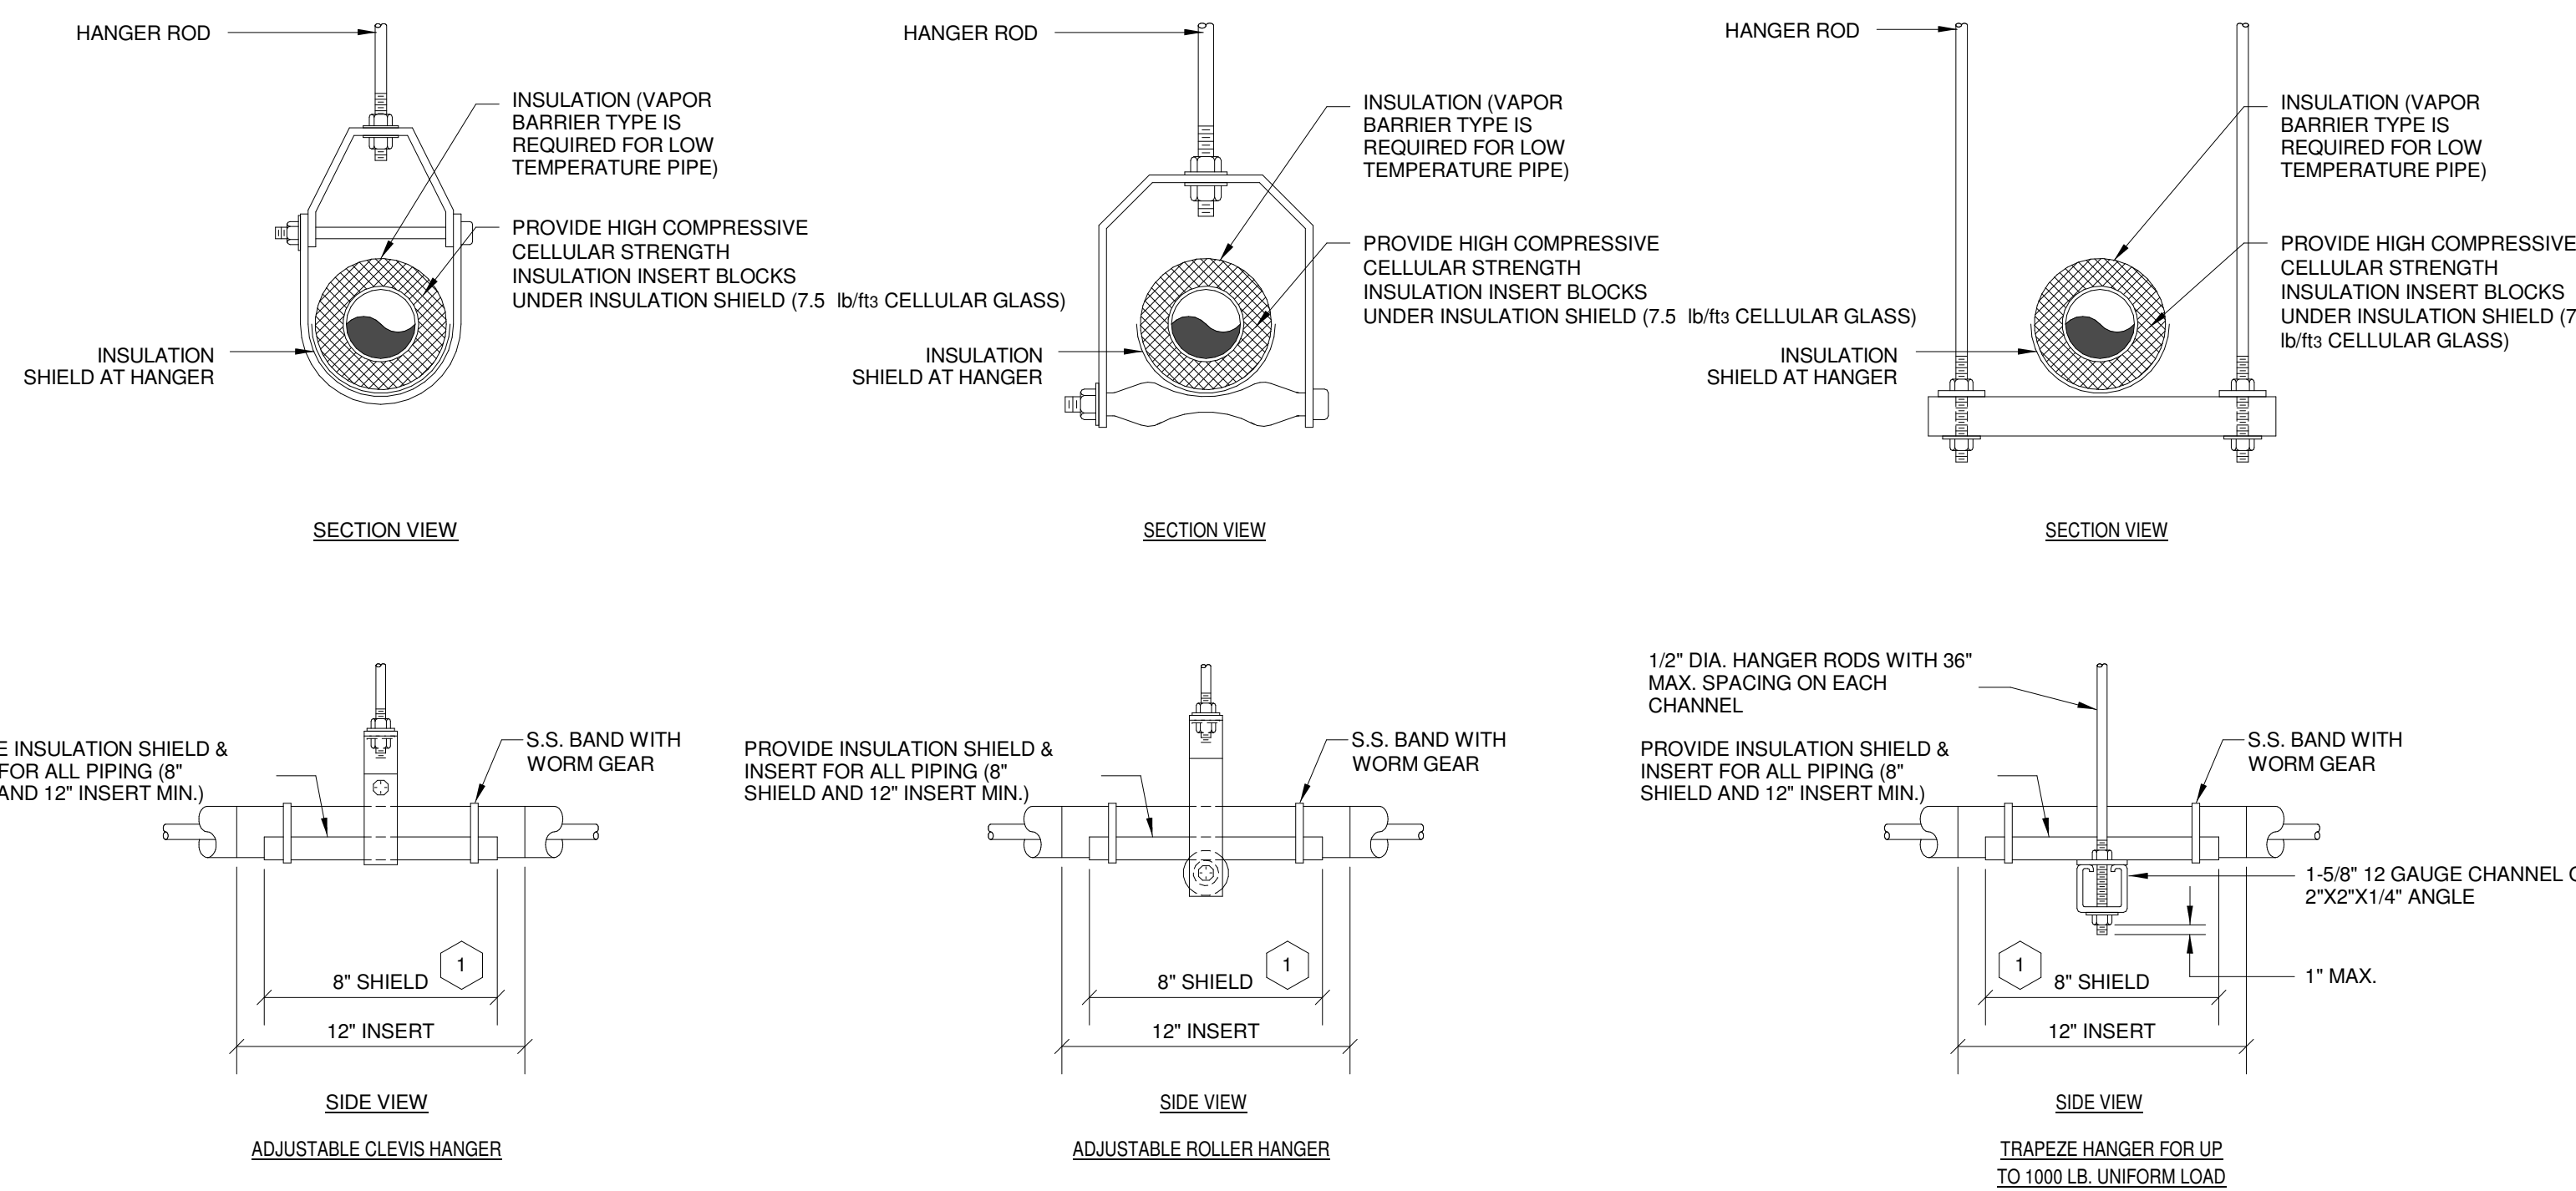 HANGER ROD
INSULATION (VAPOR
BARRIER TYPE IS
REQUIRED FOR LOW
TEMPERATURE PIPE)
PROVIDE HIGH COMPRESSIVE
CELLULAR STRENGTH
INSULATION INSERT BLOCKS
UNDER INSULATION SHIELD (7.5 lb/ft3 CELLULAR GLASS)
INSULATION
SHIELD AT HANGER
SECTION VIEW
HANGER ROD
INSULATION (VAPOR
BARRIER TYPE IS
REQUIRED FOR LOW
TEMPERATURE PIPE)
PROVIDE HIGH COMPRESSIVE
CELLULAR STRENGTH
INSULATION INSERT BLOCKS
UNDER INSULATION SHIELD (7.5 lb/ft3 CELLULAR GLASS)
INSULATION
SHIELD AT HANGER
SECTION VIEW
HANGER ROD
INSULATION (VAPOR
BARRIER TYPE IS
REQUIRED FOR LOW
TEMPERATURE PIPE)
PROVIDE HIGH COMPRESSIVE
CELLULAR STRENGTH
INSULATION INSERT BLOCKS
UNDER INSULATION SHIELD (7
lb/ft3 CELLULAR GLASS)
INSULATION
SHIELD AT HANGER
SECTION VIEW
INSULATION SHIELD &
FOR ALL PIPING (8"
AND 12" INSERT MIN.)
S.S. BAND WITH
WORM GEAR
1
8" SHIELD
12" INSERT
SIDE VIEW
ADJUSTABLE CLEVIS HANGER
PROVIDE INSULATION SHIELD &
INSERT FOR ALL PIPING (8"
SHIELD AND 12" INSERT MIN.)
S.S. BAND WITH
WORM GEAR
1
8" SHIELD
12" INSERT
SIDE VIEW
ADJUSTABLE ROLLER HANGER
1/2" DIA. HANGER RODS WITH 36"
MAX. SPACING ON EACH
CHANNEL
PROVIDE INSULATION SHIELD &
INSERT FOR ALL PIPING (8"
SHIELD AND 12" INSERT MIN.)
S.S. BAND WITH
WORM GEAR
1-5/8" 12 GAUGE CHANNEL
2"X2"X1/4" ANGLE
1
8" SHIELD
1" MAX.
12" INSERT
SIDE VIEW
TRAPEZE HANGER FOR UP
TO 1000 LB. UNIFORM LOAD